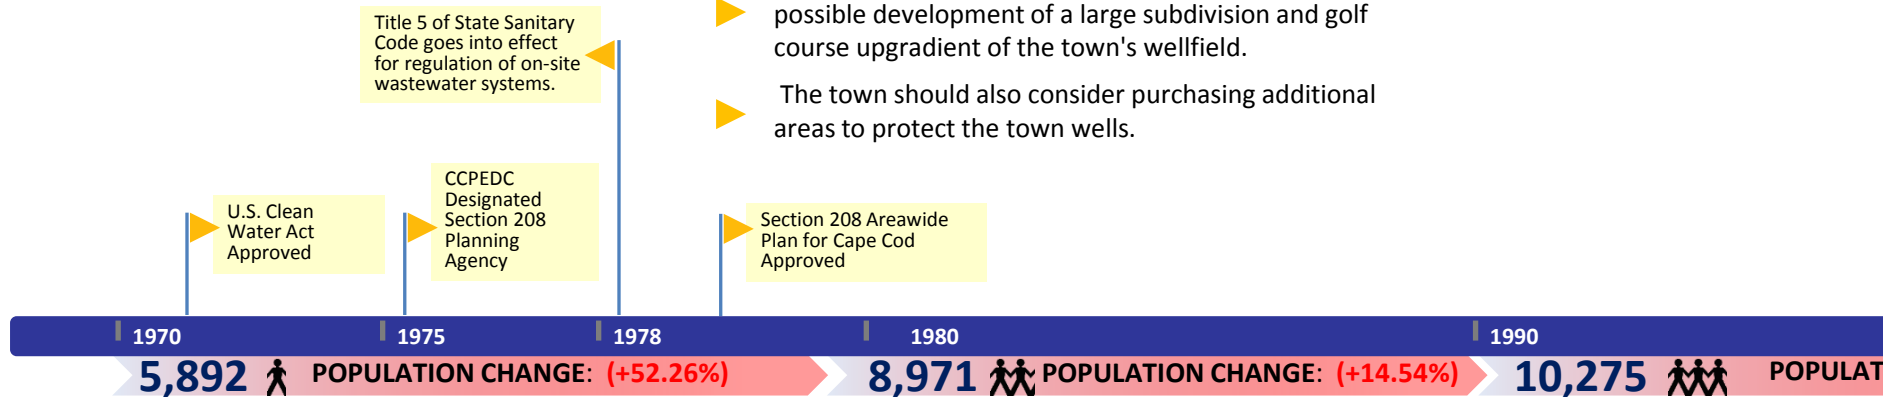 Title 5 of State Sanitary
Code goes into effect
for regulation of on-site
wastewater systems.
possible development of a large subdivision and golf
course upgradient of the town's wellfield.
The town should also consider purchasing additional
areas to protect the town wells.
U.S. Clean
Water Act
Approved
CCPEDC
Designated
Section 208
Planning
Agency
Section 208 Areawide
Plan for Cape Cod
Approved
1970
1975
1978
1980
1990
5,892 POPULATION CHANGE: (+52.26%)
8,971 POPULATION CHANGE: (+14.54%)
10,275 POPULAT